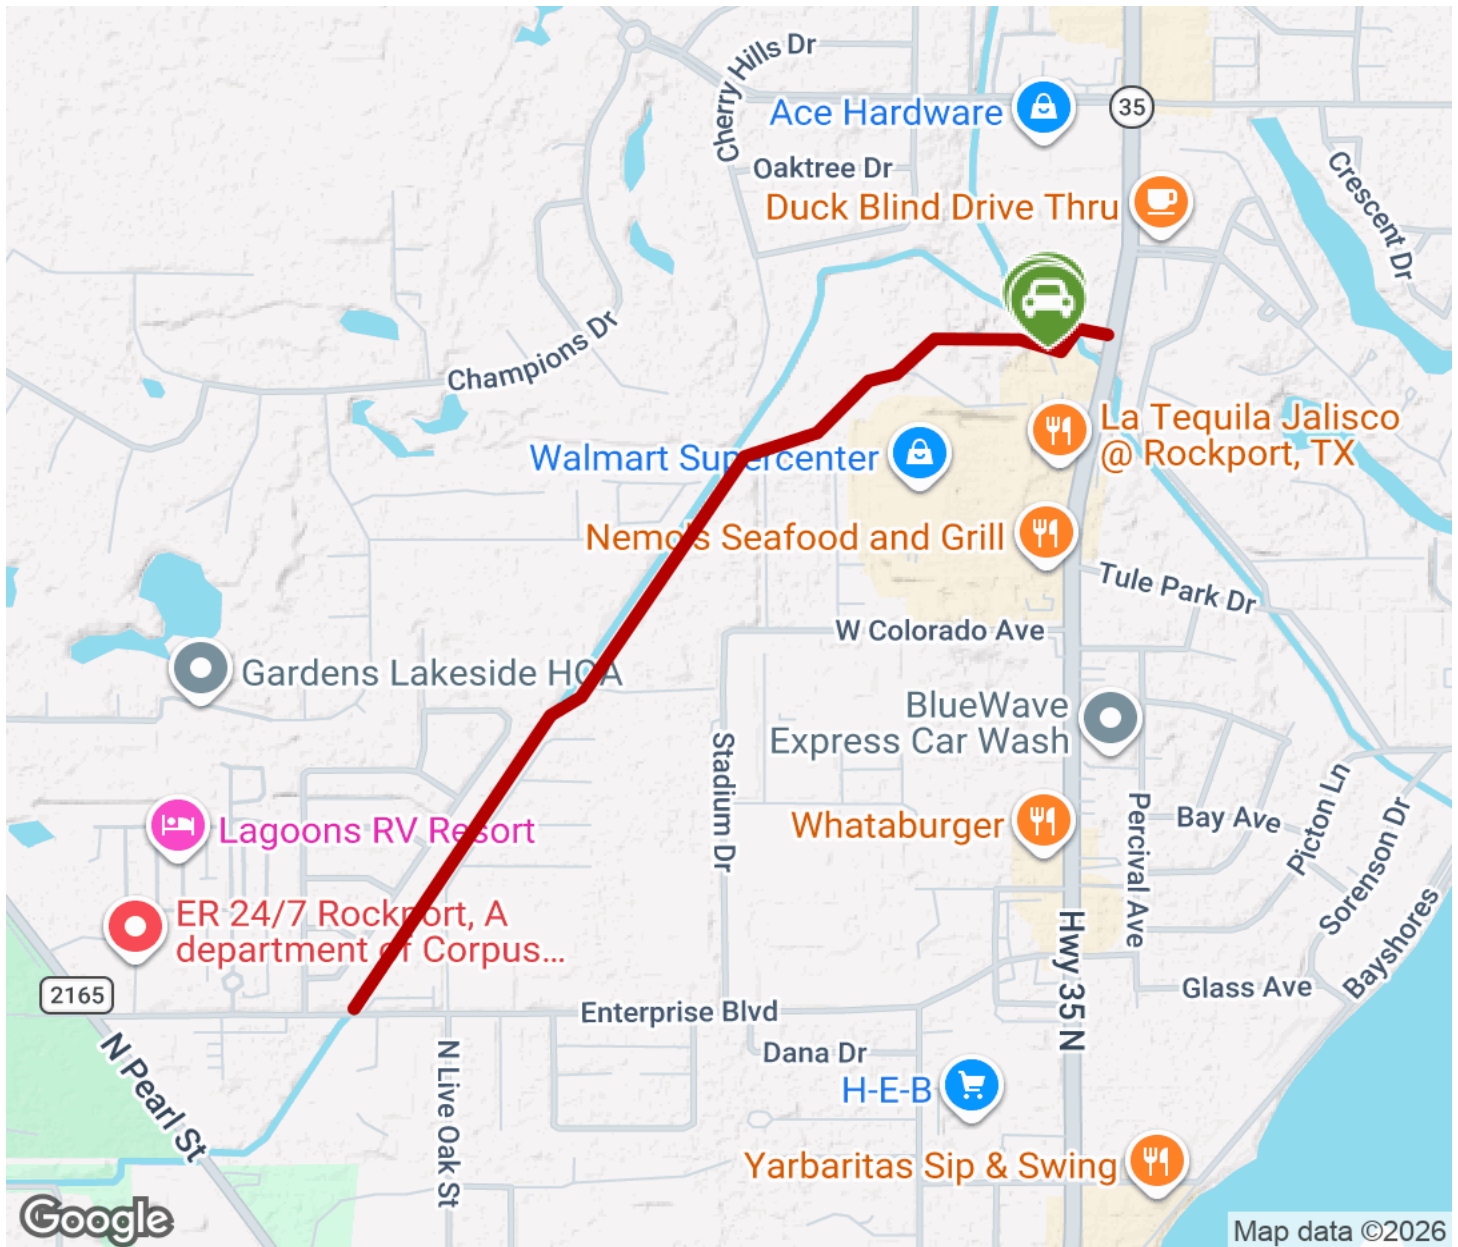 Cherry Hills Dr
Ace Hardware
35
Oaktree Dr
Crescent Dr
Duck Blind Drive Thru
Champions Dr
La Tequila Jalisco
@ Rockport, TX
Walmart Supercenter
Nemo's Seafood and Grill
Tule Park Dr
W Colorado Ave
Gardens Lakeside HOA
BlueWave
Express Car Wash
Stadium Dr
Picton Ln
Lagoons RV Resort
Whataburger
Percival Ave
Bay Ave
Sorenson Dr
ER 24/7 Rockport, A
department of Corpus...
Hwy 35 N
Bayshores
2165
Glass Ave
Enterprise Blvd
N Pearl St
N Live Oak St
Dana Dr
H-E-B
Yarbaritas Sip & Swing
Google
Map data ©2026